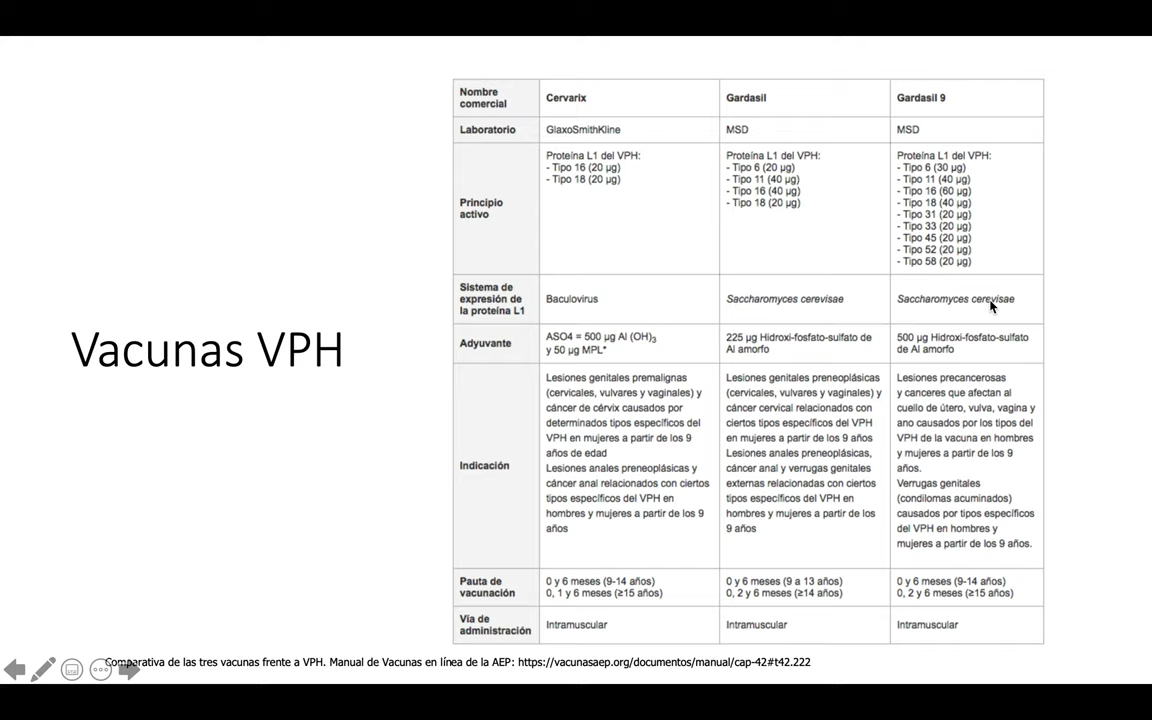 Vacunas VPH
Nombre
comercial
Cervarix
Gardasil
Gardasil 9
Laboratorio
GlaxoSmithKline
MSD
MSD
Principio
activo
Proteína L1 del VPH:
- Tipo 16 (20 µg)
- Tipo 18 (20 µg)
Proteína L1 del VPH:
- Tipo 6 (20 µg)
- Tipo 11 (40 µg)
- Tipo 16 (40 µg)
- Tipo 18 (20 µg)
Proteína L1 del VPH:
- Tipo 6 (30 µg)
- Tipo 11 (40 µg)
- Tipo 16 (60 µg)
- Tipo 18 (40 µg)
- Tipo 31 (20 µg)
- Tipo 33 (20 µg)
- Tipo 45 (20 µg)
- Tipo 52 (20 µg)
- Tipo 58 (20 µg)
Sistema de
expresión de
la proteína L1
Baculovirus
Saccharomyces cerevisae
Saccharomyces cerevisae
Adyuvante
ASO4 = 500 µg Al (OH)3
y 50 µg MPL*
225 µg Hidroxi-fosfato-sulfato de
Al amorfo
500 µg Hidroxi-fosfato-sulfato
de Al amorfo
Indicación
Lesiones genitales premalignas
(cervicales, vulvares y vaginales) y
cáncer de cérvix causados por
determinados tipos específicos del
VPH en mujeres a partir de los 9
años de edad
Lesiones anales preneoplásicas y
cáncer anal relacionados con ciertos
tipos específicos del VPH en
hombres y mujeres a partir de los 9
años
Lesiones genitales preneoplásicas
(cervicales, vulvares y vaginales) y
cáncer cervical relacionados con
ciertos tipos específicos del VPH
en mujeres a partir de los 9 años
Lesiones anales preneoplásicas,
cáncer anal y verrugas genitales
externas relacionadas con ciertos
tipos específicos del VPH en
hombres y mujeres a partir de los
9 años
Lesiones precancerosas
y canceres que afectan al
cuello de útero, vulva, vagina y
ano causados por los tipos del
VPH de la vacuna en hombres
y mujeres a partir de los 9
años.
Verrugas genitales
(condilomas acuminados)
causados por tipos específicos
del VPH en hombres y
mujeres a partir de los 9 años.
Pauta de
vacunación
0 y 6 meses (9-14 años)
0, 1 y 6 meses (≥15 años)
0 y 6 meses (9 a 13 años)
0, 2 y 6 meses (≥14 años)
0 y 6 meses (9-14 años)
0, 2 y 6 meses (≥15 años)
Vía de
administración
Intramuscular
Intramuscular
Intramuscular
Comparativa de las tres vacunas frente a VPH. Manual de Vacunas en línea de la AEP: https://vacunasaep.org/documentos/manual/cap-42#t42.222